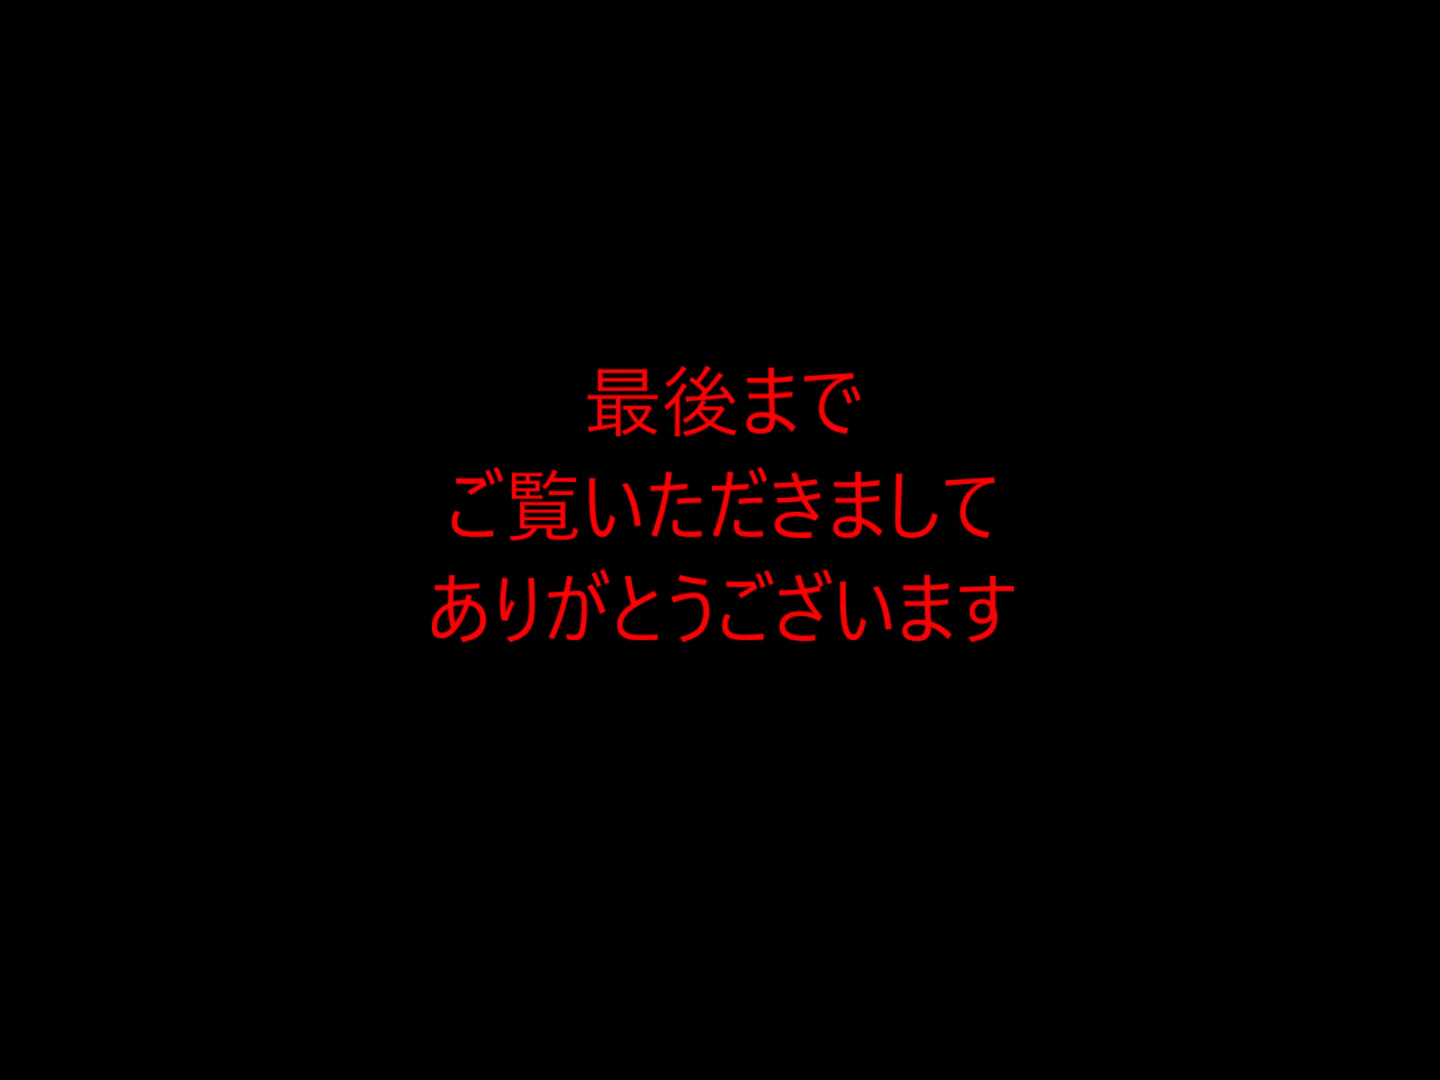 最後まで
ご覧いただきまして
ありがとうございます